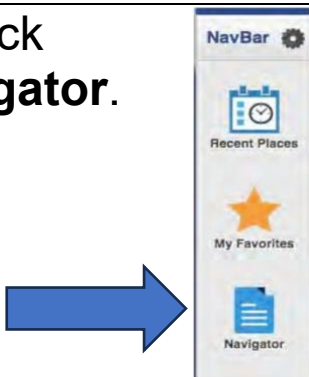 ck
gator.
NavBar
Recent Places
My Favorites
Navigator